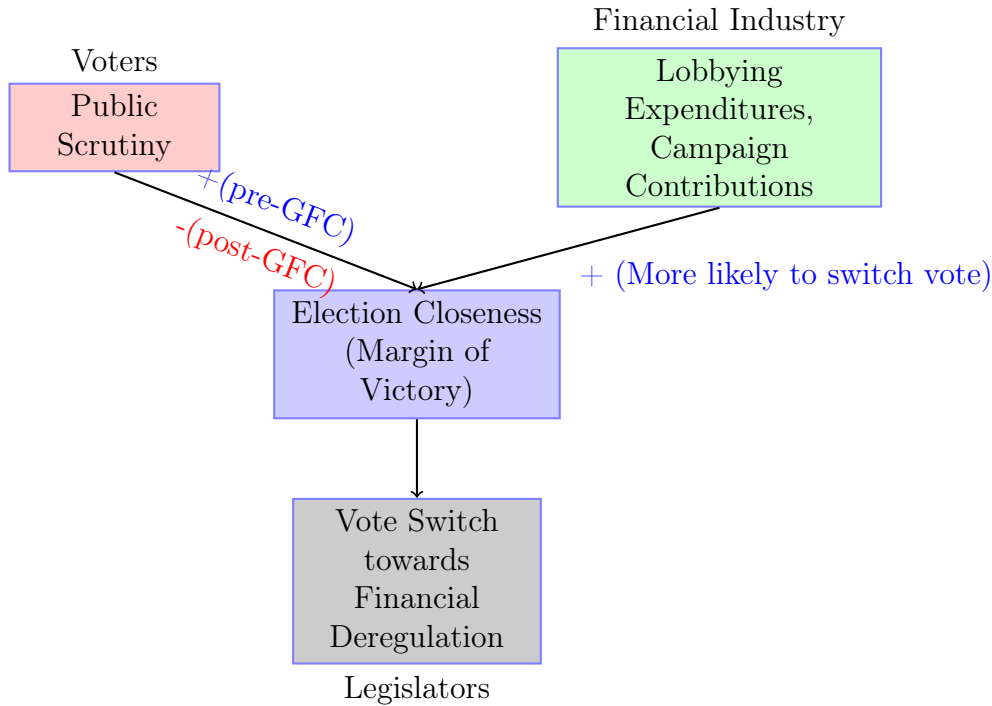 Financial Industry
Voters
Public
Scrutiny
Lobbying
Expenditures,
Campaign
Contributions
+(pre-GFC)
-(post-GFC)
+ (More likely to switch vote)
Election Closeness
(Margin of
Victory)
Vote Switch
towards
Financial
Deregulation
Legislators